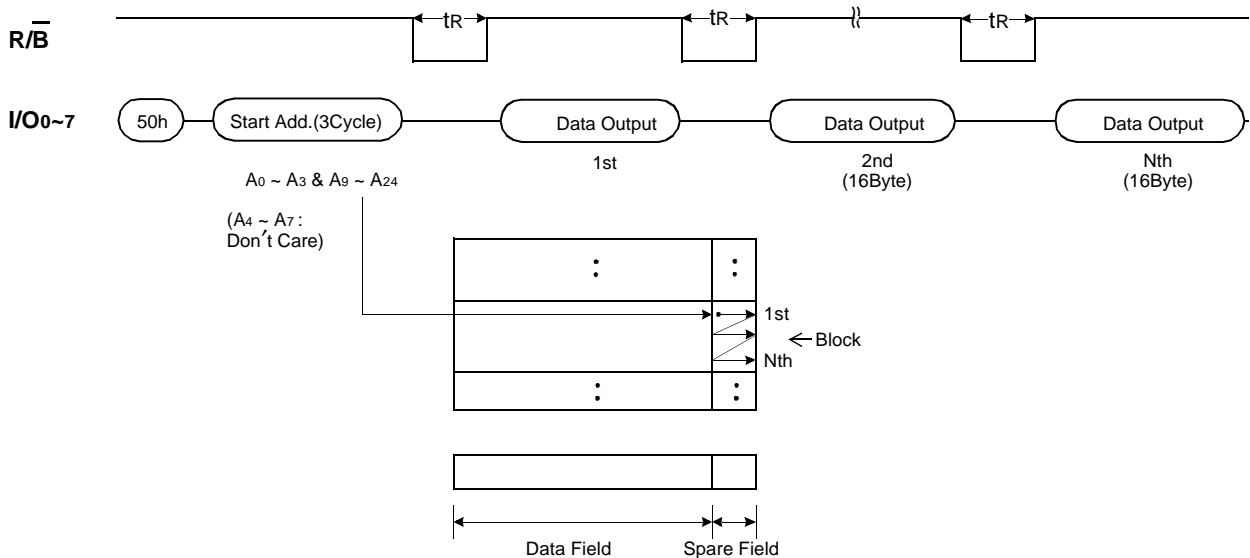 tR tR tR
R/B
I/O0~7 50h Start Add.(3Cycle) Data Output Data Output Data Output
1st 2nd Nth
(16Byte) (16Byte)
A0 ~ A3 & A9 ~ A24
(A4 ~ A7 :
Don't Care)
1st
Block
Nth
Data Field Spare Field